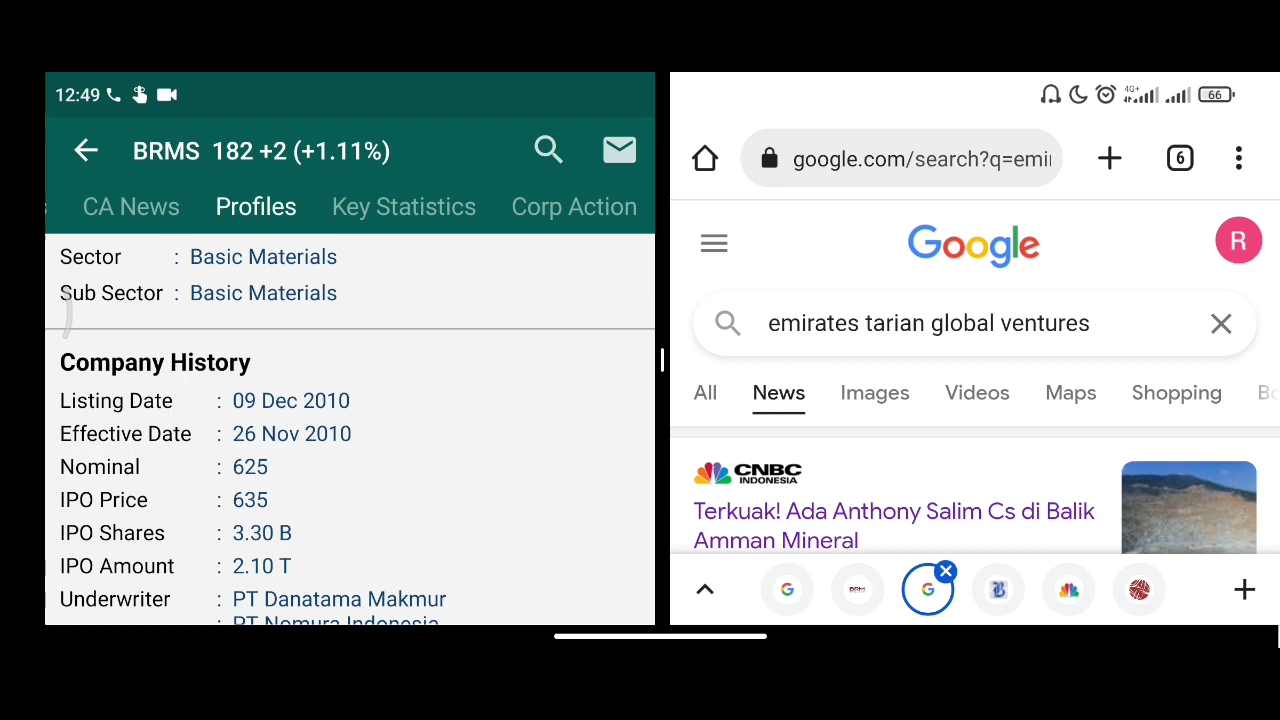 12:49
BRMS 182 +2 (+1.11%)
CA News Profiles Key Statistics Corp Action
Sector : Basic Materials
Sub Sector : Basic Materials
Company History
Listing Date : 09 Dec 2010
Effective Date : 26 Nov 2010
Nominal : 625
IPO Price : 635
IPO Shares : 3.30 B
IPO Amount : 2.10 T
Underwriter : PT Danatama Makmur
: PT Nomura Indonesia
4G+ 66
google.com/search?q=emi
6
Google
R
emirates tarian global ventures
All News Images Videos Maps Shopping
CNBC
INDONESIA
Terkuak! Ada Anthony Salim Cs di Balik
Amman Mineral